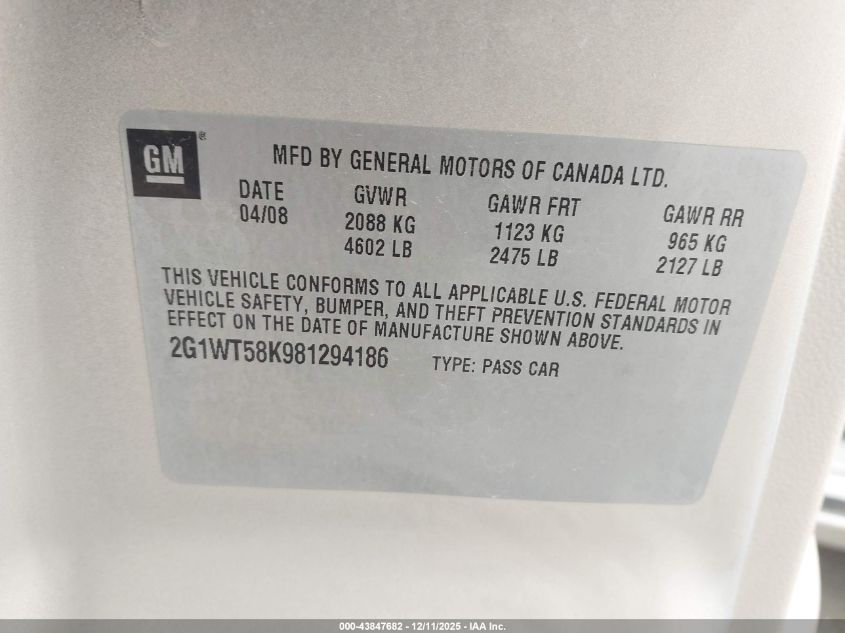 GM®
MFD BY GENERAL MOTORS OF CANADA LTD.
DATE GVWR GAWR FRT GAWR RR
04/08 2088 KG 1123 KG 965 KG
4602 LB 2475 LB 2127 LB
THIS VEHICLE CONFORMS TO ALL APPLICABLE U.S. FEDERAL MOTOR
VEHICLE SAFETY, BUMPER, AND THEFT PREVENTION STANDARDS IN
EFFECT ON THE DATE OF MANUFACTURE SHOWN ABOVE.
2G1WT58K981294186 TYPE: PASS CAR
000-43847682 - 12/11/2025 - IAA Inc.